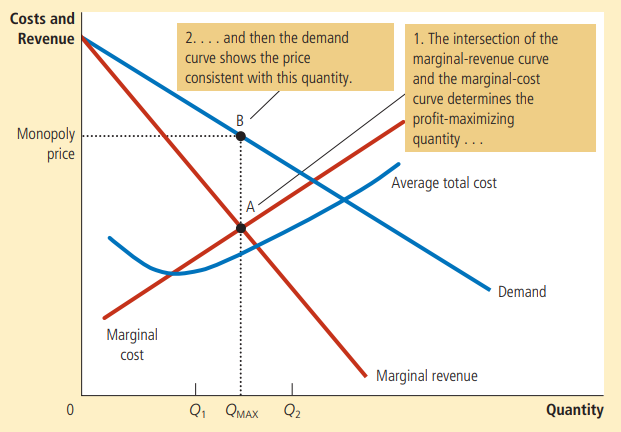 Costs and
Revenue
2. . . . and then the demand
curve shows the price
consistent with this quantity.
1. The intersection of the
marginal-revenue curve
and the marginal-cost
curve determines the
profit-maximizing
quantity . . .
B
Monopoly
price
A
Average total cost
Demand
Marginal
cost
Marginal revenue
0
Q1
QMAX
Q2
Quantity